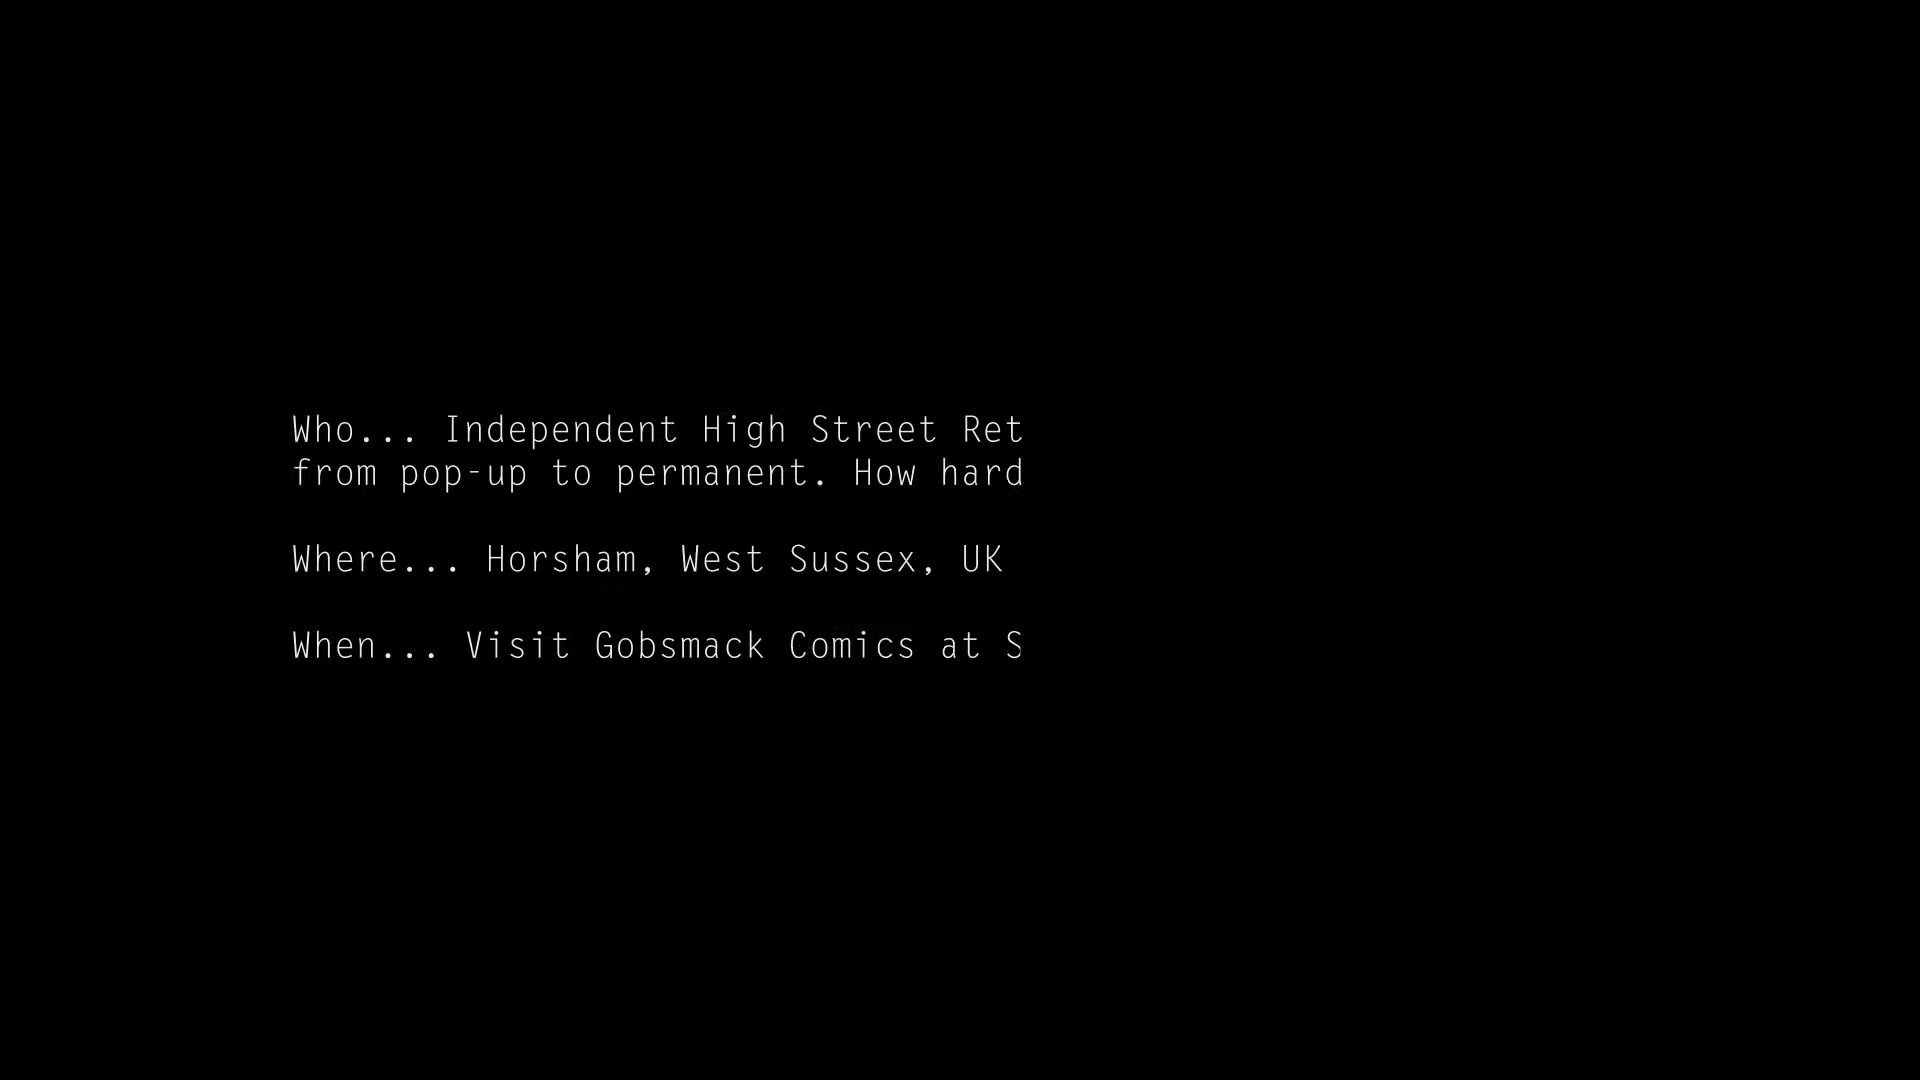 Who... Independent High Street Ret
from pop-up to permanent. How hard
Where... Horsham, West Sussex, UK
When... Visit Gobsmack Comics at S